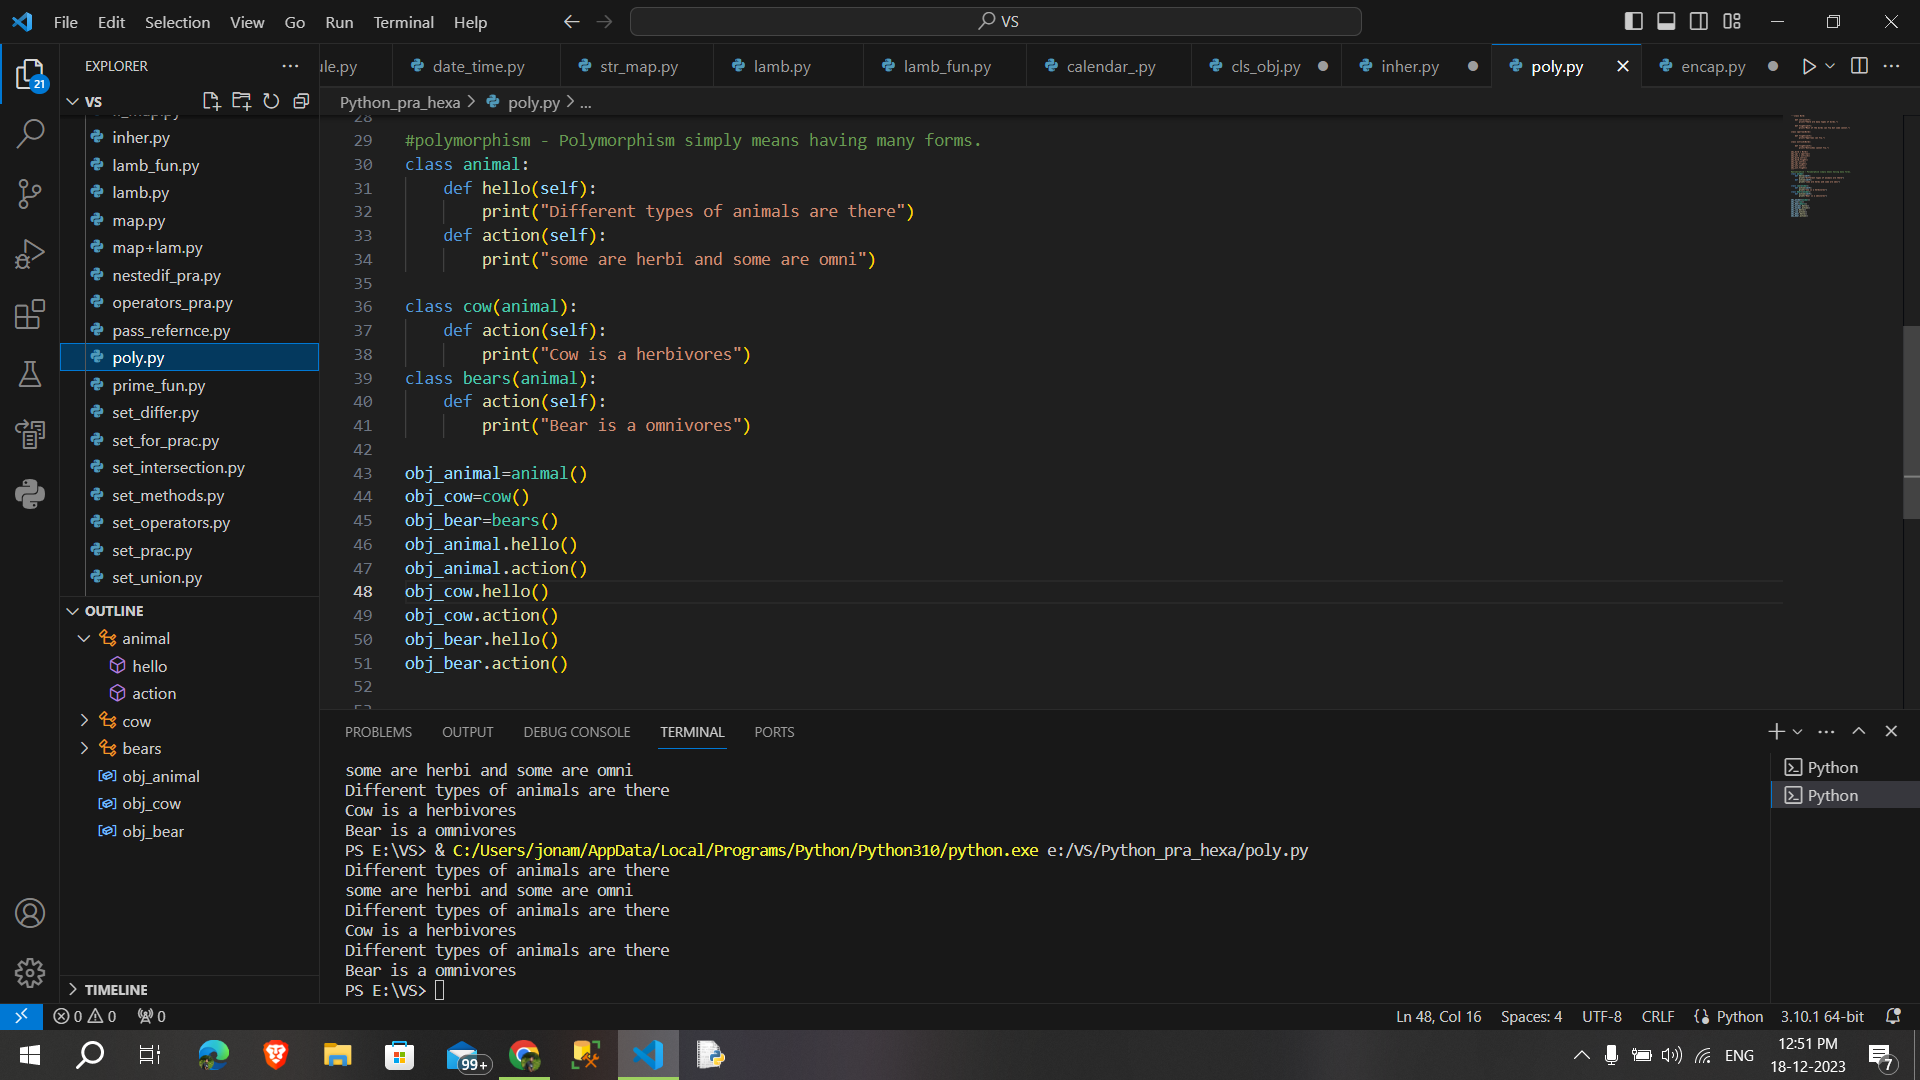 File Edit Selection View Go Run Terminal Help
VS
EXPLORER
ule.py date_time.py str_map.py lamb.py lamb_fun.py calendar_.py cls_obj.py inher.py poly.py encap.py
21
VS
Python_pra_hexa > poly.py > ...
inher.py
lamb_fun.py
lamb.py
map.py
map+lam.py
nestedif_pra.py
operators_pra.py
pass_refernce.py
poly.py
prime_fun.py
set_differ.py
set_for_prac.py
set_intersection.py
set_methods.py
set_operators.py
set_prac.py
set_union.py
OUTLINE
animal
hello
action
cow
bears
obj_animal
obj_cow
obj_bear
TIMELINE
28
29 #polymorphism - Polymorphism simply means having many forms.
30 class animal:
31 def hello(self):
32 print("Different types of animals are there")
33 def action(self):
34 print("some are herbi and some are omni")
35
36 class cow(animal):
37 def action(self):
38 print("Cow is a herbivores")
39 class bears(animal):
40 def action(self):
41 print("Bear is a omnivores")
42
43 obj_animal=animal()
44 obj_cow=cow()
45 obj_bear=bears()
46 obj_animal.hello()
47 obj_animal.action()
48 obj_cow.hello()
49 obj_cow.action()
50 obj_bear.hello()
51 obj_bear.action()
52
PROBLEMS OUTPUT DEBUG CONSOLE TERMINAL PORTS
some are herbi and some are omni
Different types of animals are there
Cow is a herbivores
Bear is a omnivores
PS E:\VS> & C:/Users/jonam/AppData/Local/Programs/Python/Python310/python.exe e:/VS/Python_pra_hexa/poly.py
Different types of animals are there
some are herbi and some are omni
Different types of animals are there
Cow is a herbivores
Different types of animals are there
Bear is a omnivores
PS E:\VS>
Python
Python
0 0 0
Ln 48, Col 16 Spaces: 4 UTF-8 CRLF Python 3.10.1 64-bit
99+
ENG
12:51 PM
18-12-2023
7